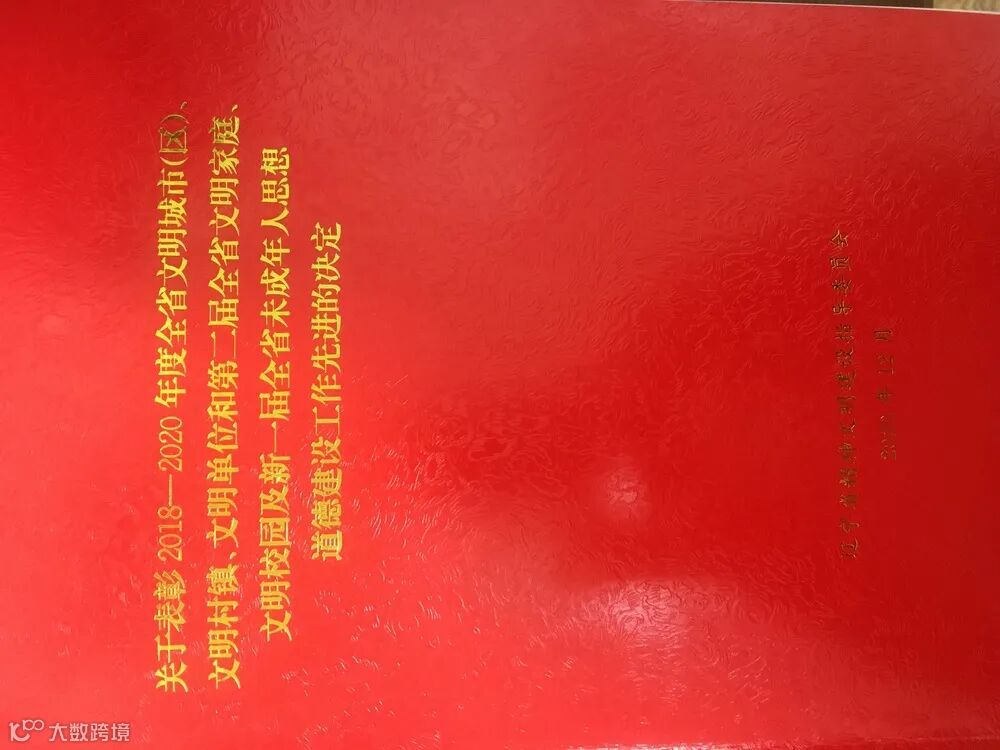 关于表彰2018—2020年度全省文明城市(区)、
文明村镇、文明单位和第二届全省文明家庭、
文明校园及新一届全省未成年人思想
道德建设工作先进的决定
辽宁省精神文明建设指导委员会
年12月
大数跨境